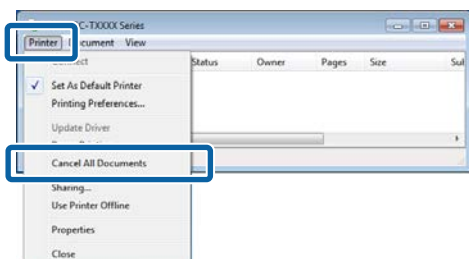 C-TXXXX Series
Printer Document View
Status Owner Pages Size
Set As Default Printer
Printing Preferences...
Update Driver
Cancel All Documents
Sharing...
Use Printer Offline
Properties
Close